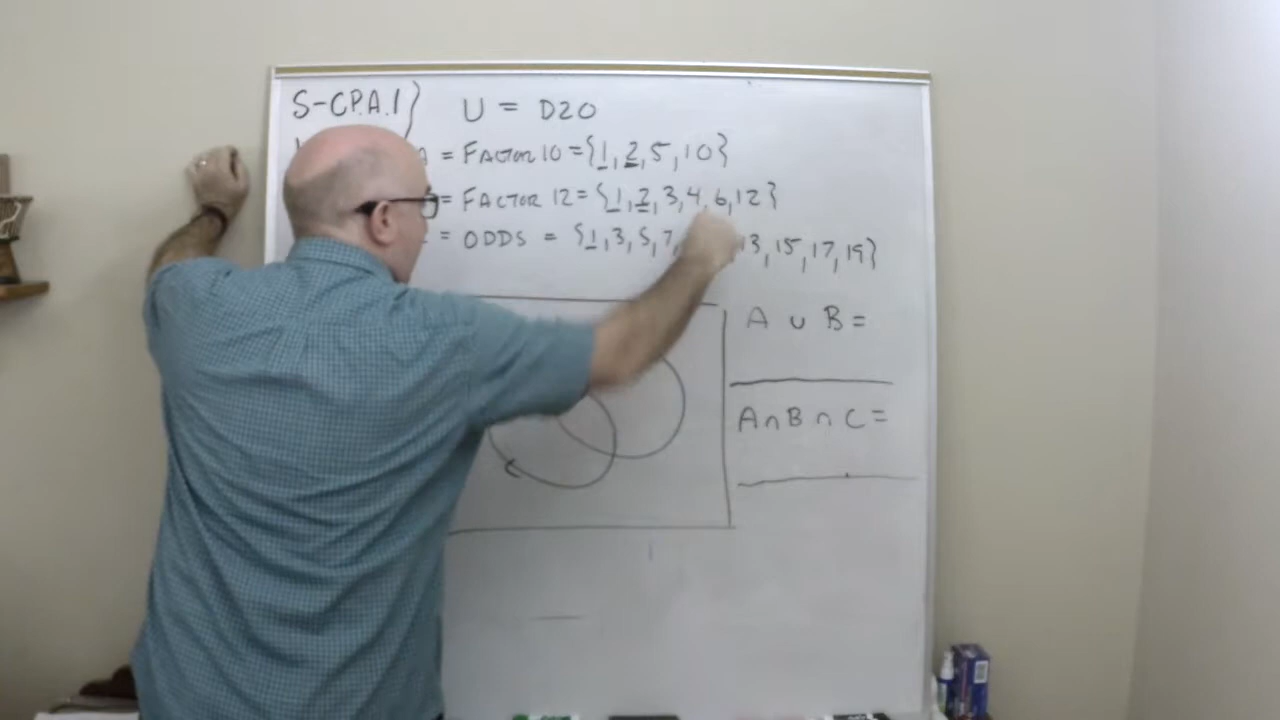 S-CP.A.1}
U = D20
A = FACTOR 10 = {1, 2, 5, 10}
= FACTOR 12 = {1, 2, 3, 4, 6, 12}
= ODDS = {1, 3, 5, 7, 13, 15, 17, 19}
A ∪ B =
A ∩ B ∩ C =
C